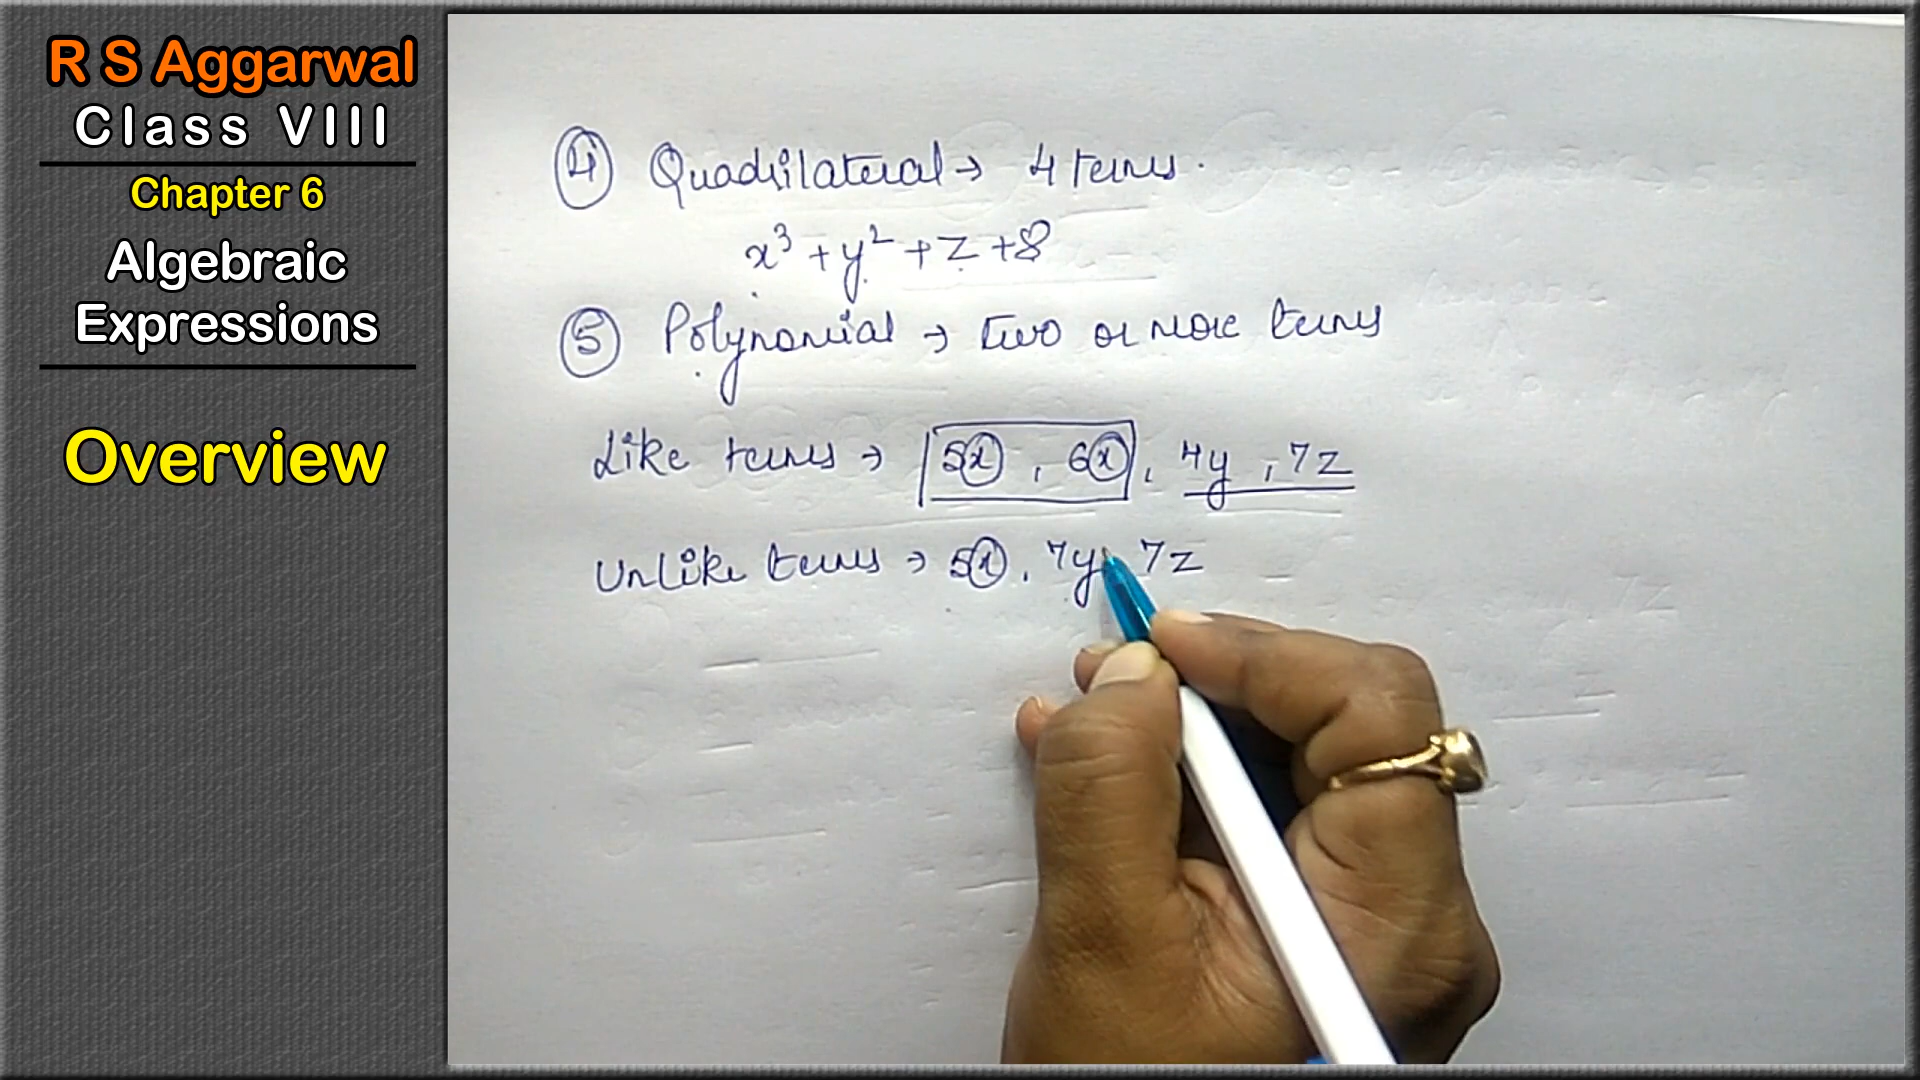 R S Aggarwal
Class VIII
Chapter 6
Algebraic
Expressions
Overview
④ Quadrilateral → 4 terms.
x³ + y² + z + 8
⑤ Polynomial → two or more terms
Like terms → 5x, 6x, 4y, 7z
Unlike terms → 5x, 7y, 7z